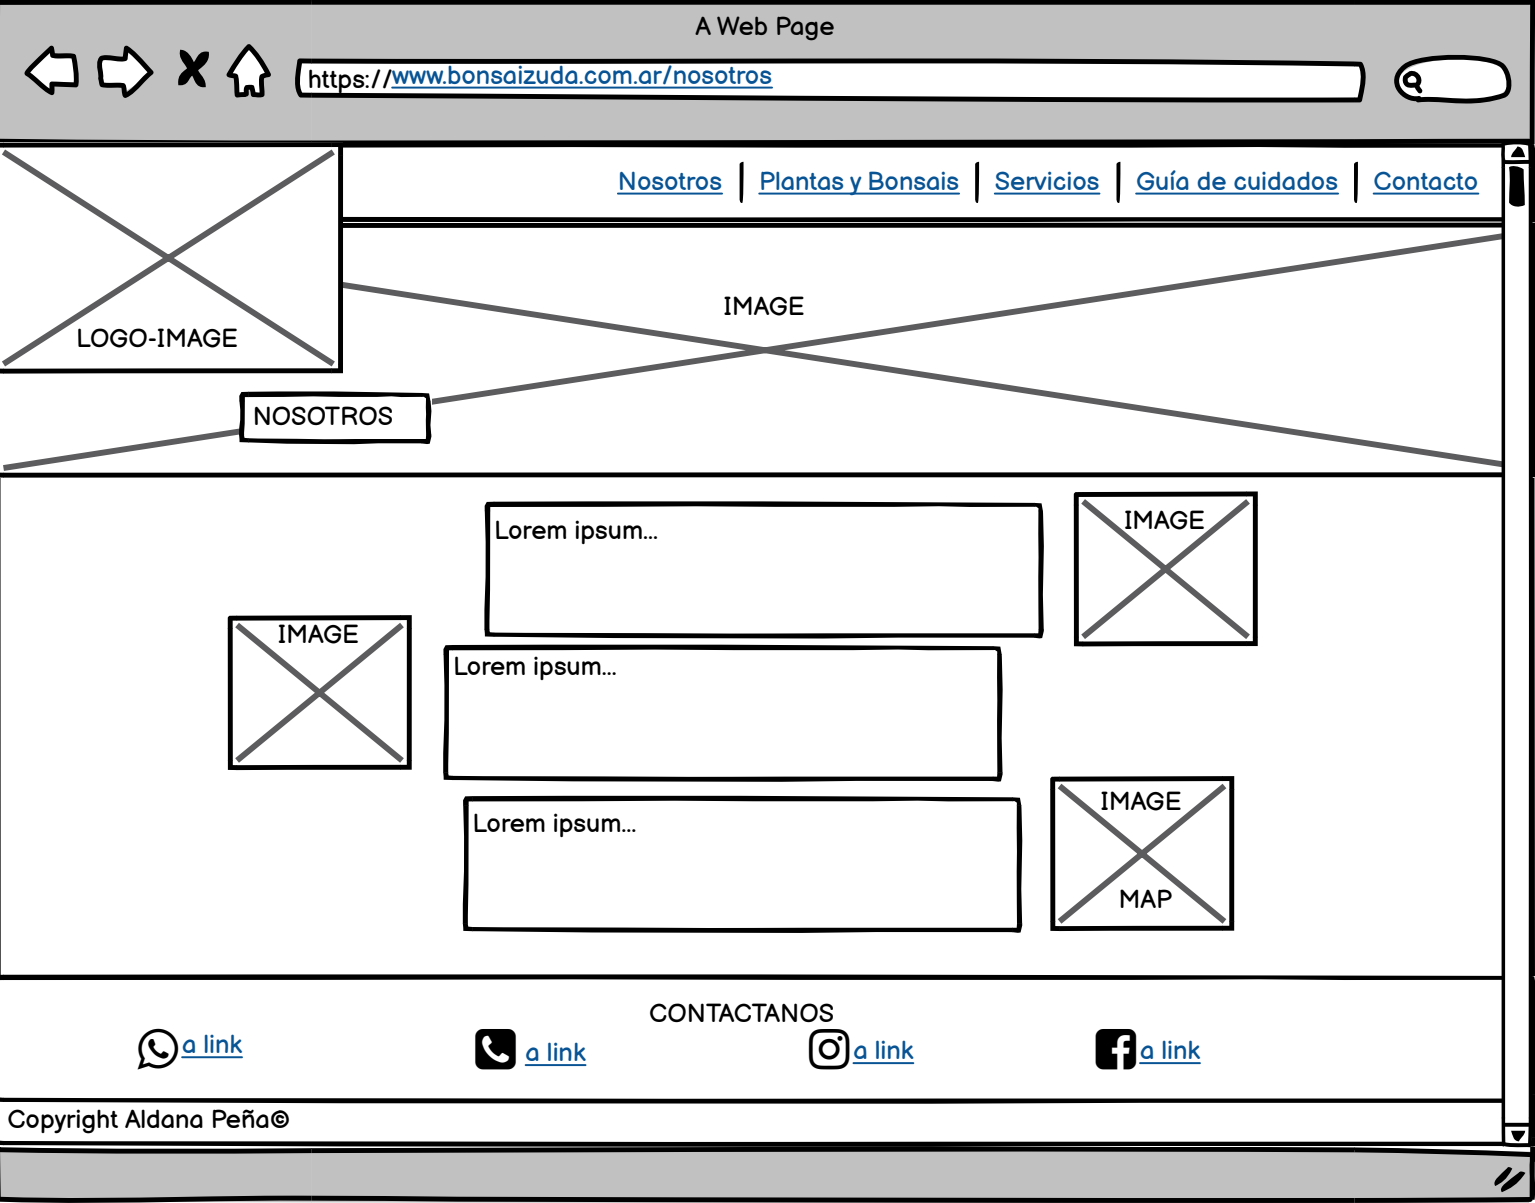 A Web Page
https://www.bonsaizuda.com.ar/nosotros
Nosotros | Plantas y Bonsais | Servicios | Guía de cuidados | Contacto
IMAGE
LOGO-IMAGE
NOSOTROS
Lorem ipsum...
IMAGE
IMAGE
Lorem ipsum...
Lorem ipsum...
IMAGE
MAP
CONTACTANOS
a link
a link
a link
a link
Copyright Aldana Peña©